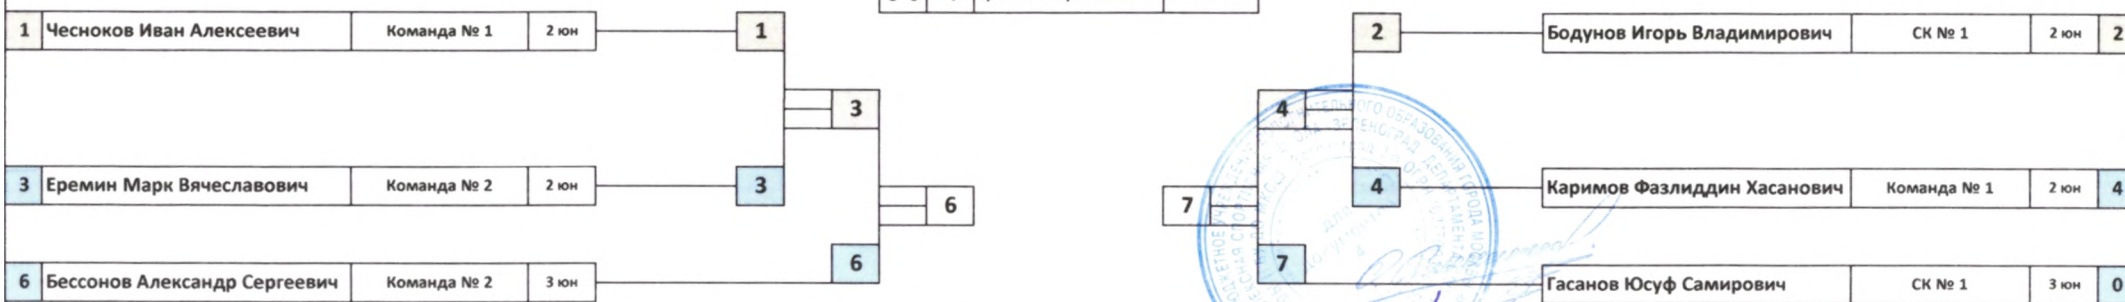 1 Чесноков Иван Алексеевич Команда № 1 2 юн 1 2 Бодунов Игорь Владимирович СК № 1 2 юн 2
3 4
3 Еремин Марк Вячеславович Команда № 2 2 юн 3 4 Каримов Фазлиддин Хасанович Команда № 1 2 юн 4
6 7
6 7
6 Бессонов Александр Сергеевич Команда № 2 3 юн Гасанов Юсуф Самирович СК № 1 3 юн 0
ОБРАЗОВАНИЯ ГОРОДА
ЗЕЛЕНОГРАД